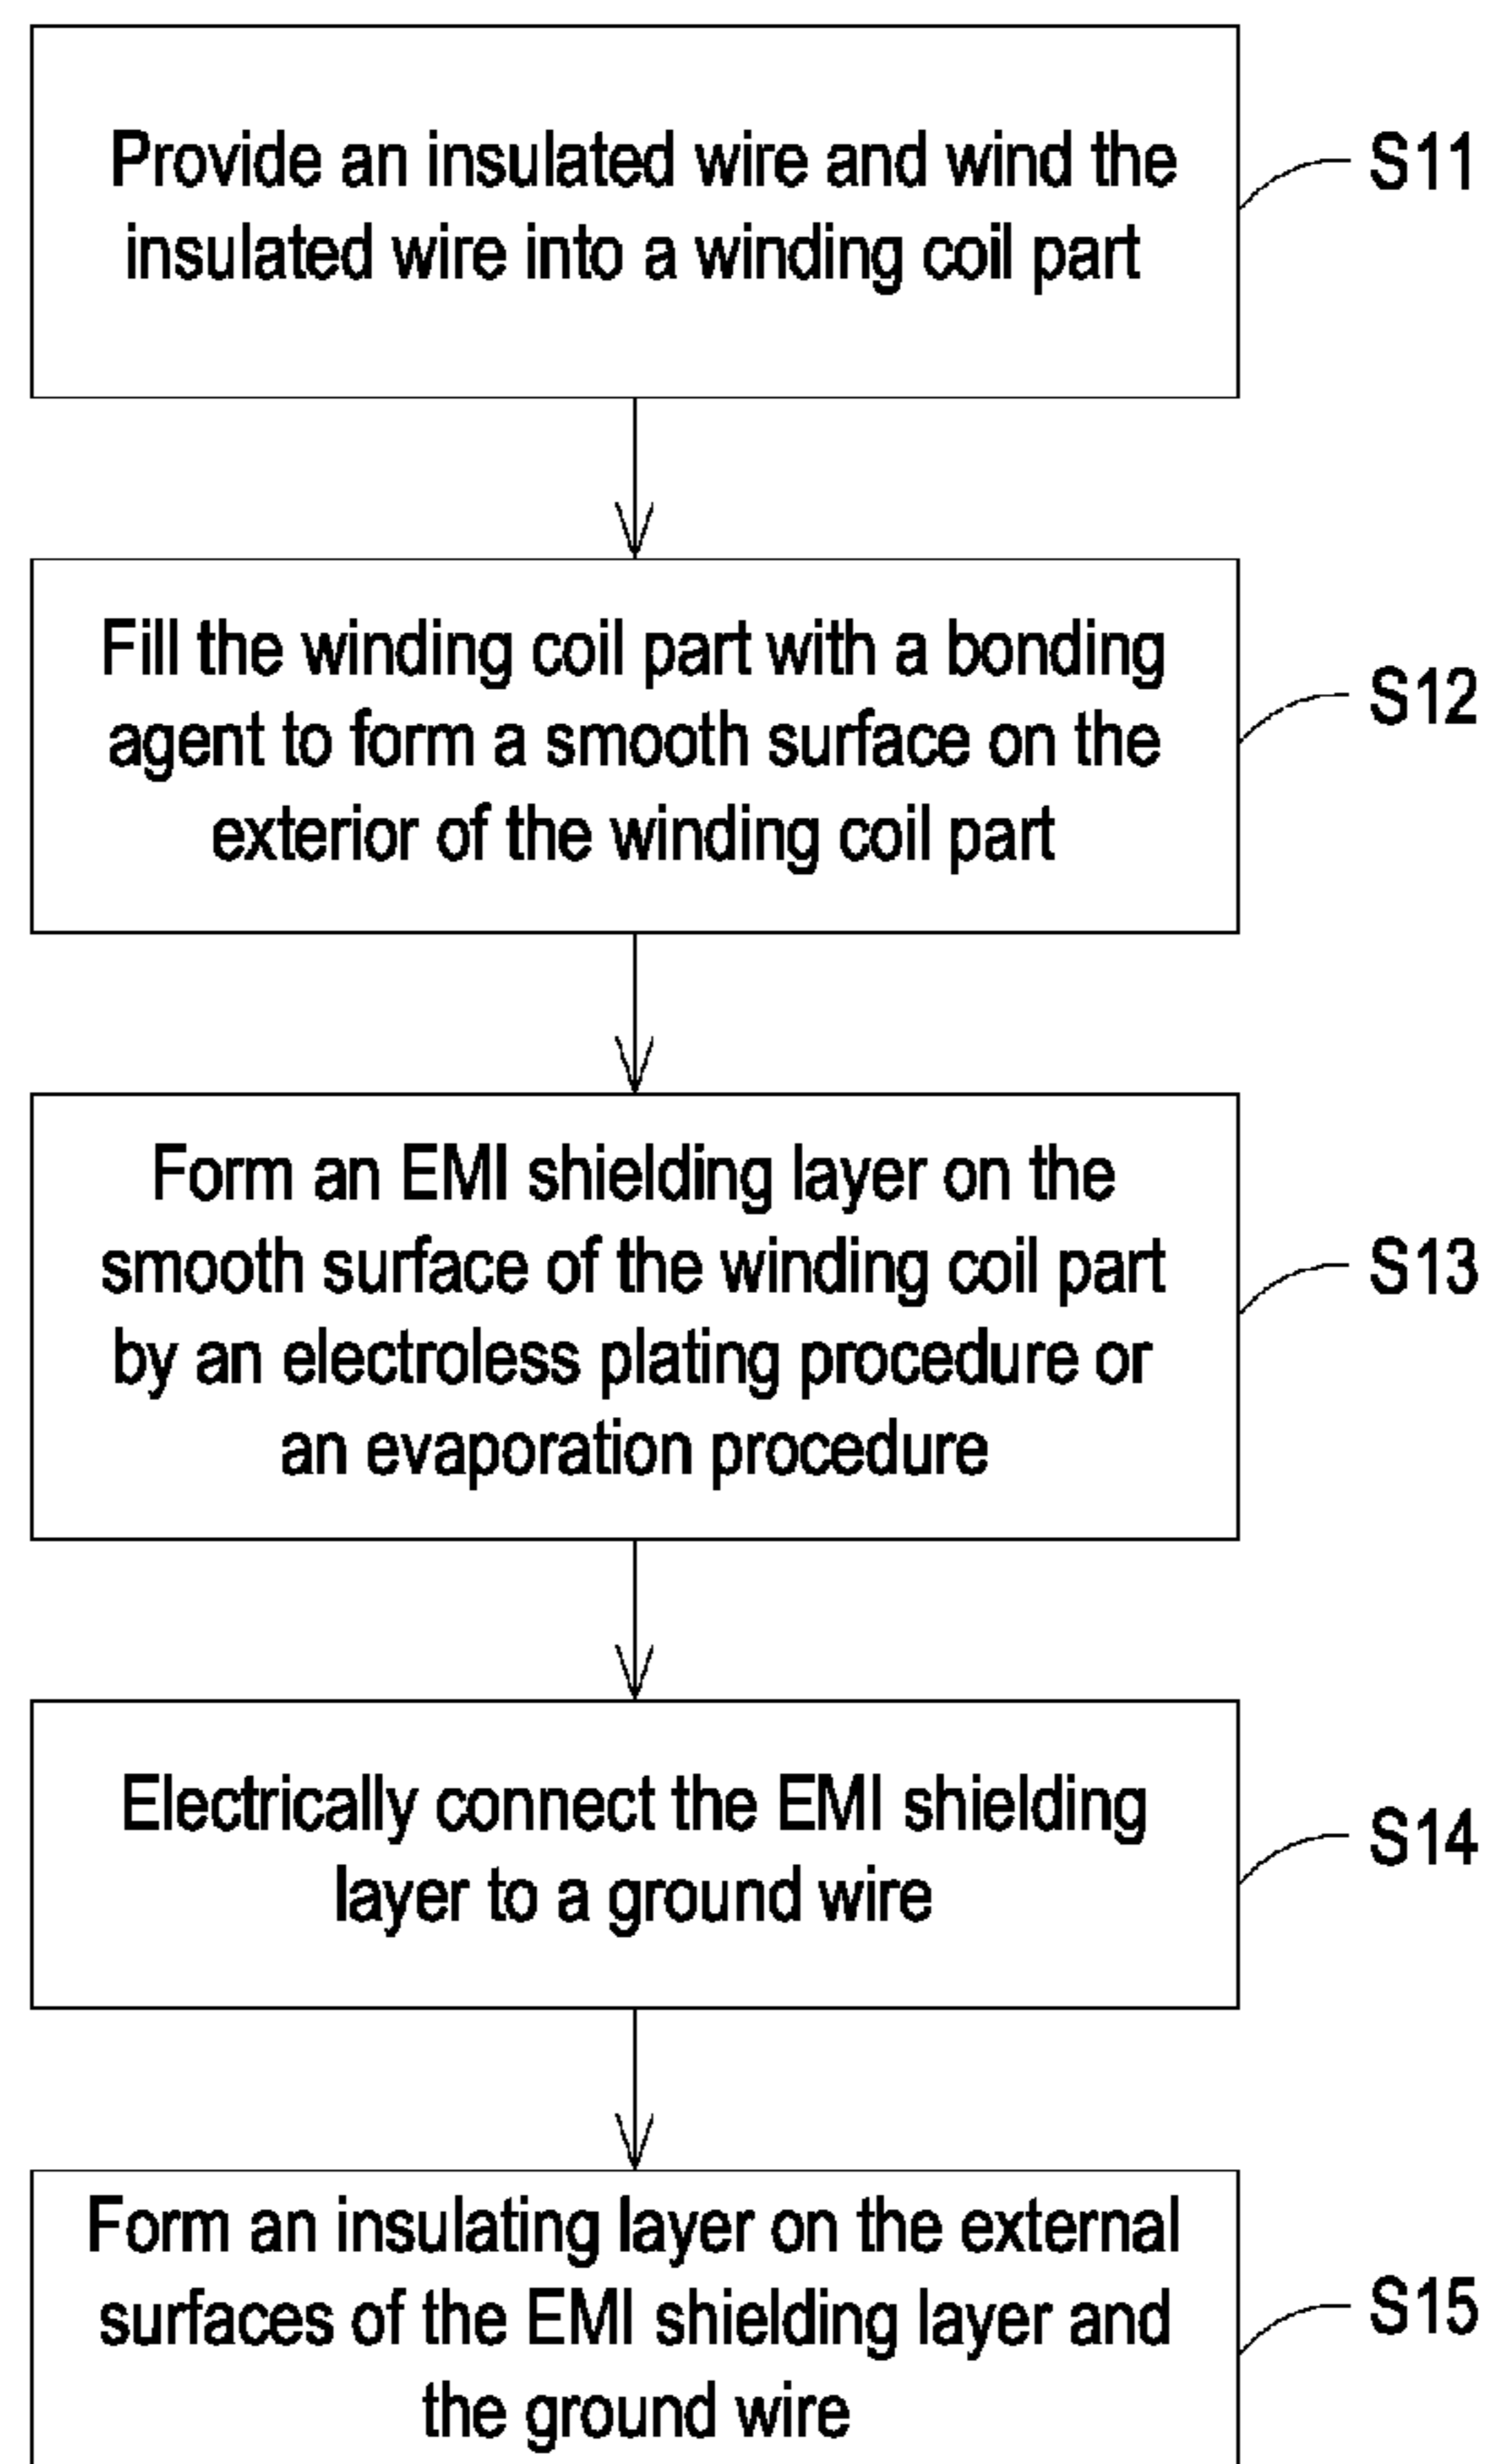 Provide an insulated wire and wind the
insulated wire into a winding coil part
S11
Fill the winding coil part with a bonding
agent to form a smooth surface on the
exterior of the winding coil part
S12
Form an EMI shielding layer on the
smooth surface of the winding coil part
by an electroless plating procedure or
an evaporation procedure
S13
Electrically connect the EMI shielding
layer to a ground wire
S14
Form an insulating layer on the external
surfaces of the EMI shielding layer and
the ground wire
S15